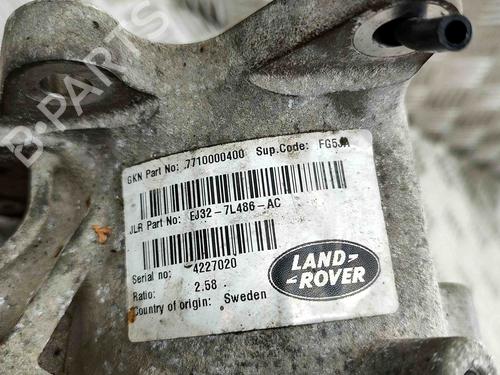 GKN Part No: 7710000400 Sup.Code: FG5JA
JLR Part No: EJ32-7L486-AC
Serial no: 4227020
Ratio: 2.58
Country of origin: Sweden
LAND-
-ROVER
B-PARTS